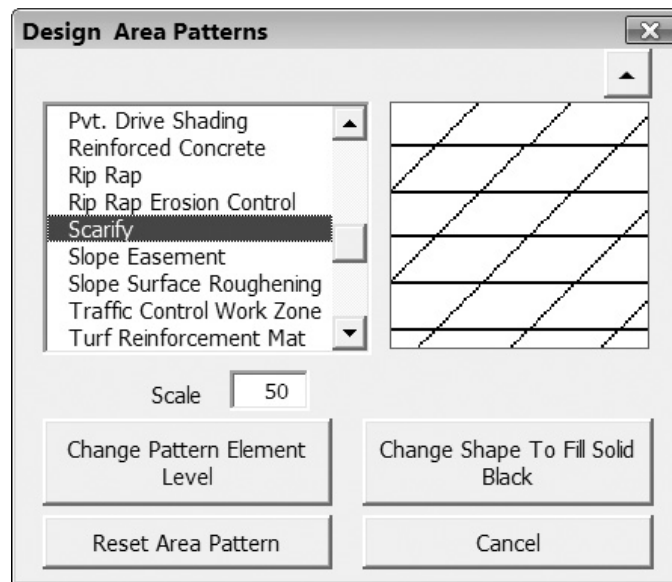 Design Area Patterns
Pvt. Drive Shading
Reinforced Concrete
Rip Rap
Rip Rap Erosion Control
Scarify
Slope Easement
Slope Surface Roughening
Traffic Control Work Zone
Turf Reinforcement Mat
Scale 50
Change Pattern Element
Level
Change Shape To Fill Solid
Black
Reset Area Pattern
Cancel